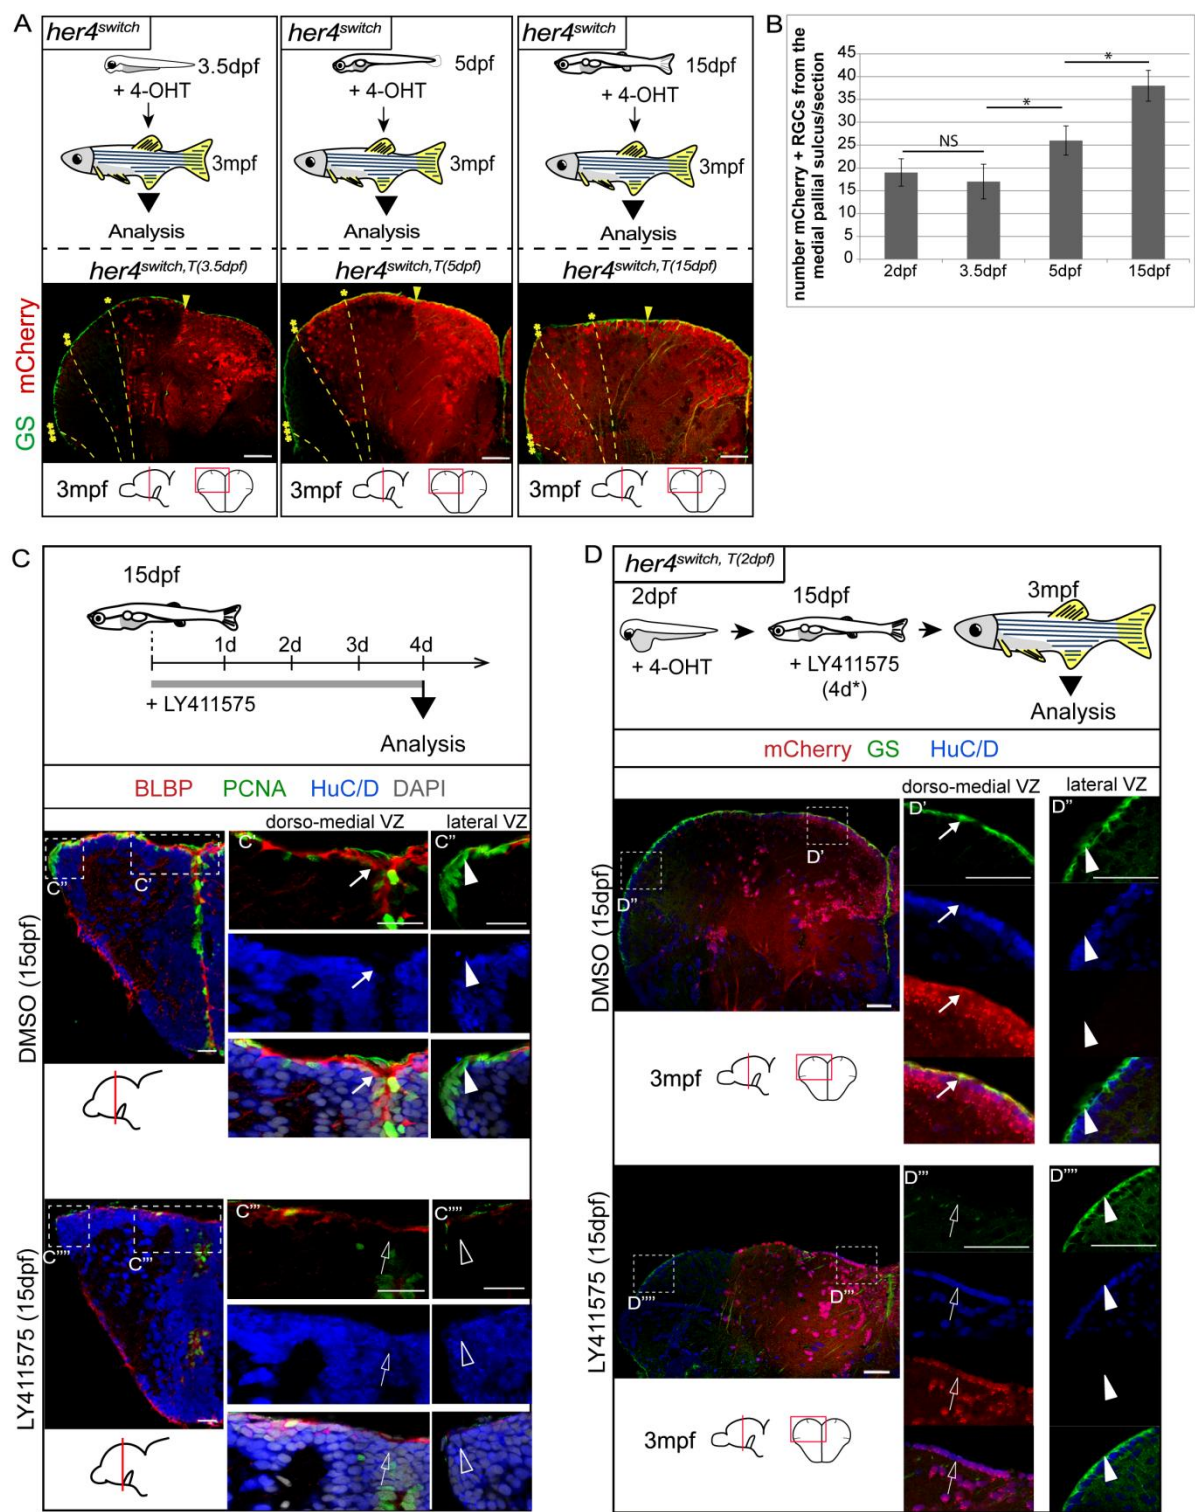 A
her4switch
3.5dpf
+ 4-OHT
3mpf
Analysis
her4switch, T(3.5dpf)
her4switch
5dpf
+ 4-OHT
3mpf
Analysis
her4switch, T(5dpf)
her4switch
15dpf
+ 4-OHT
3mpf
Analysis
her4switch, T(15dpf)
GS mCherry
*
**
***
*
**
***
*
**
***
3mpf
3mpf
3mpf
B
number mCherry + RGCs from the
medial pallial sulcus/section
45
40
35
30
25
20
15
10
5
0
NS
*
*
2dpf 3.5dpf 5dpf 15dpf
C
15dpf
1d 2d 3d 4d
+ LY411575
Analysis
BLBP PCNA HuC/D DAPI
dorso-medial VZ lateral VZ
DMSO (15dpf)
C''
C'
C'
C''
LY411575 (15dpf)
C''''
C'''
C'''
C''''
D
her4switch, T(2dpf)
2dpf
+ 4-OHT
15dpf
+ LY411575
(4d*)
3mpf
Analysis
mCherry GS HuC/D
dorso-medial VZ lateral VZ
DMSO (15dpf)
D'
D''
D'
D''
3mpf
LY411575 (15dpf)
D''''
D'''
D'''
D''''
3mpf